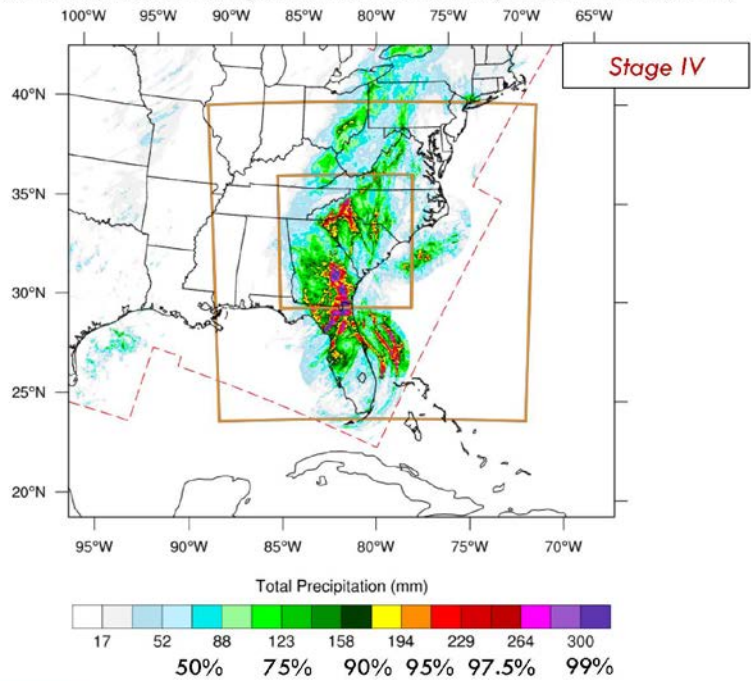 100°W 90°W 85°W 80°W 75°W 70°W 65°W
Stage IV
40°N
35°N
30°N
25°N
20°N
95°W 90°W 85°W 80°W 75°W 70°W
Total Precipitation (mm)
17 52 88 123 158 194 229 264 300
50% 75% 90% 95% 97.5% 99%